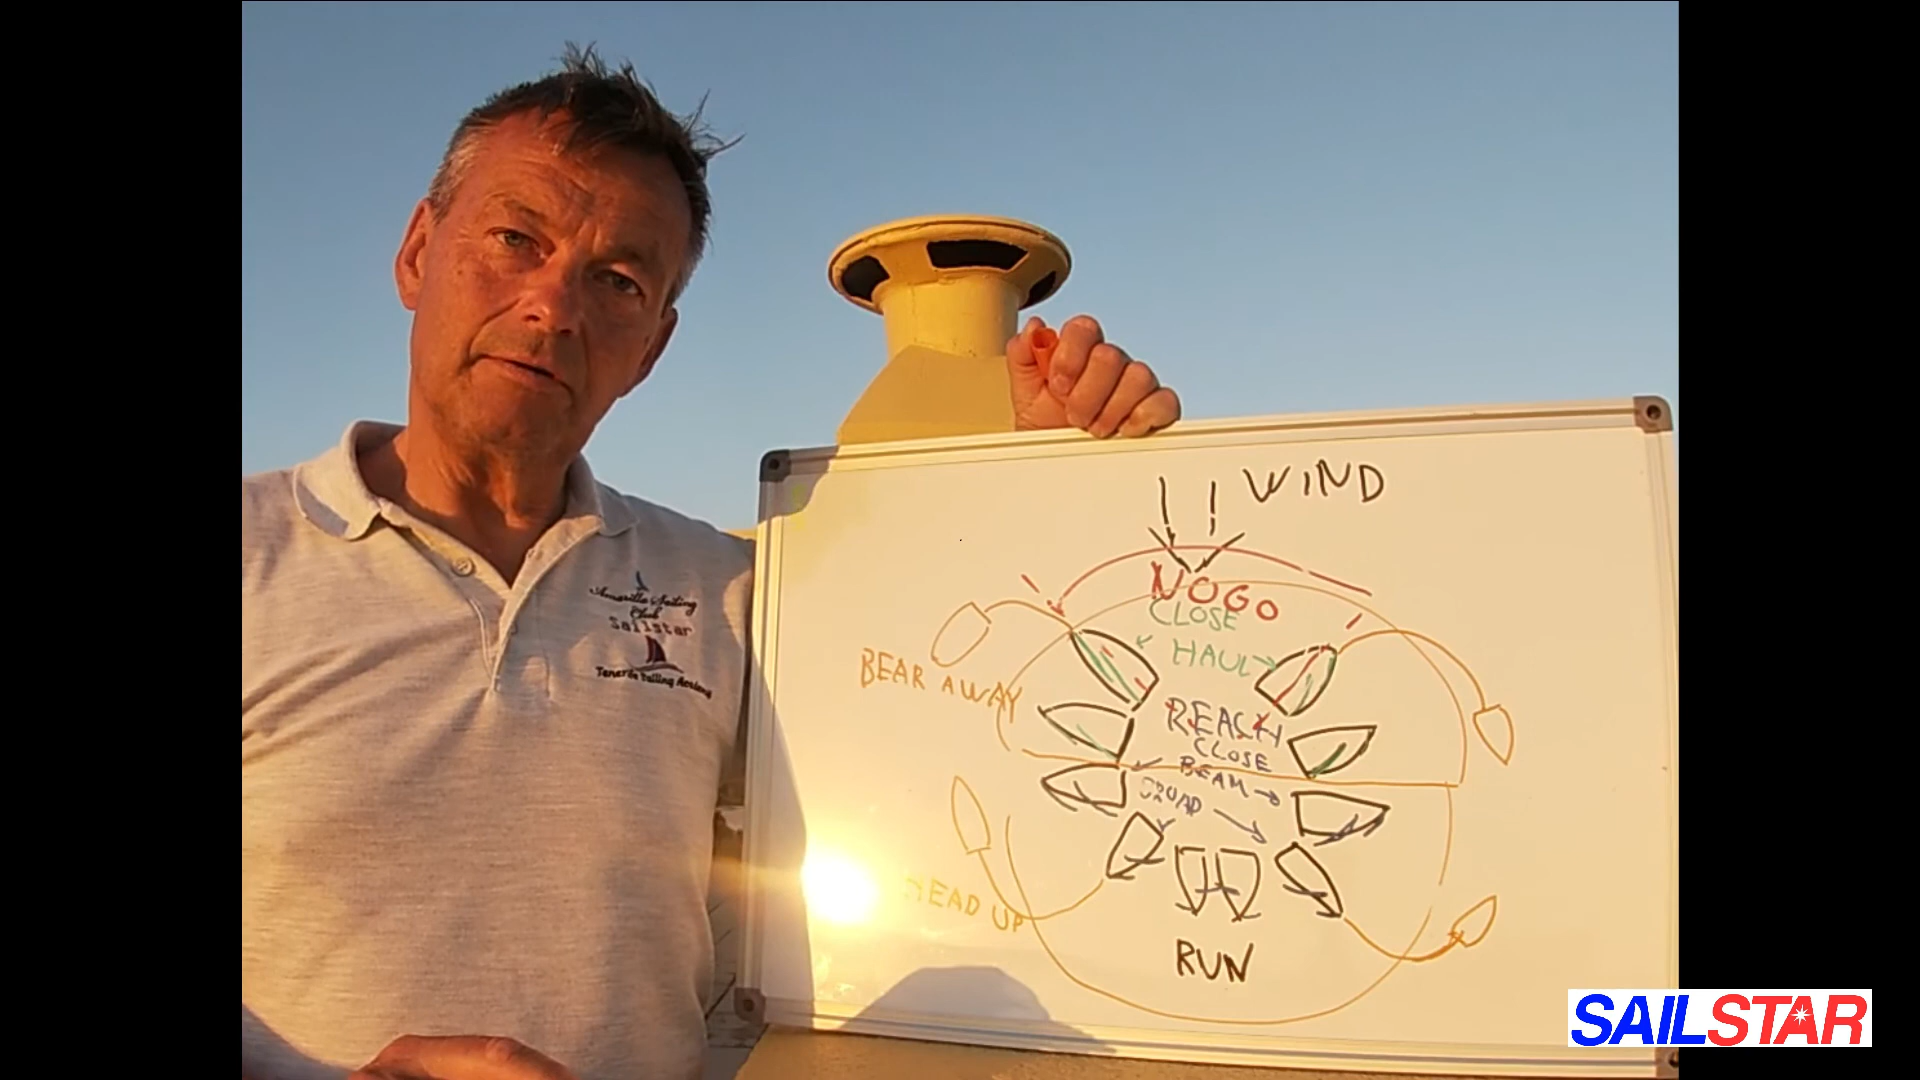 Amarilla Sailing
Club
Sailstar
Tenerife Sailing Academy
WIND
NOGO
CLOSE
HAUL
BEAR AWAY
REACH
CLOSE
BEAM
BROAD
HEAD UP
RUN
SAILSTAR